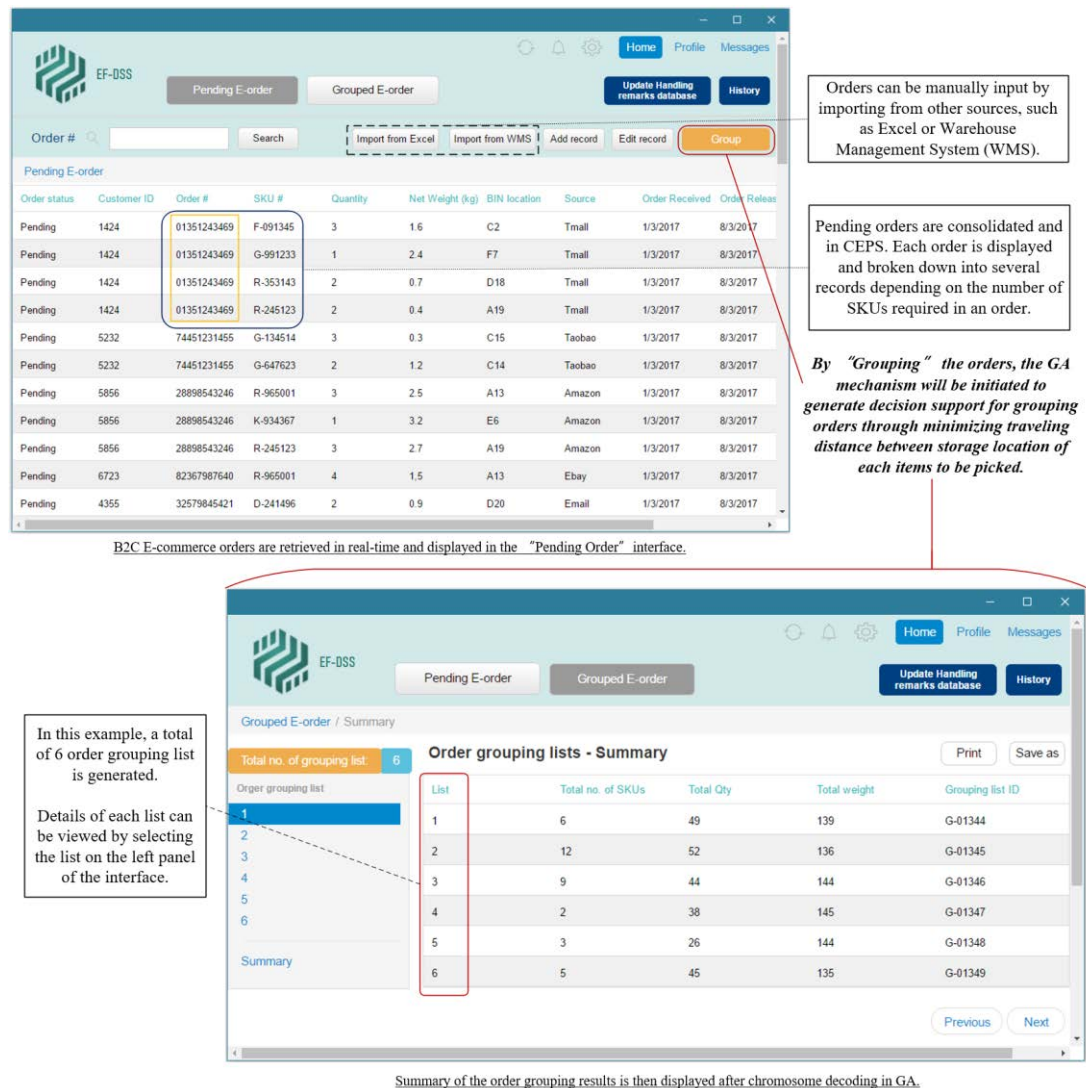 Home Profile Messages
EF-DSS
Pending E-order Grouped E-order Update Handling remarks database History
Order # Search Import from Excel Import from WMS Add record Edit record Group
Pending E-order
Order status Customer ID Order # SKU # Quantity Net Weight (kg) BIN location Source Order Received Order Releas
Pending 1424 01351243469 F-091345 3 1.6 C2 Tmall 1/3/2017 8/3/2017
Pending 1424 01351243469 G-991233 1 2.4 F7 Tmall 1/3/2017 8/3/2017
Pending 1424 01351243469 R-353143 2 0.7 D18 Tmall 1/3/2017 8/3/2017
Pending 1424 01351243469 R-245123 2 0.4 A19 Tmall 1/3/2017 8/3/2017
Pending 5232 74451231455 G-134514 3 0.3 C15 Taobao 1/3/2017 8/3/2017
Pending 5232 74451231455 G-647623 2 1.2 C14 Taobao 1/3/2017 8/3/2017
Pending 5856 28898543246 R-965001 3 2.5 A13 Amazon 1/3/2017 8/3/2017
Pending 5856 28898543246 K-934367 1 3.2 E6 Amazon 1/3/2017 8/3/2017
Pending 5856 28898543246 R-245123 3 2.7 A19 Amazon 1/3/2017 8/3/2017
Pending 6723 82367987640 R-965001 4 1,5 A13 Ebay 1/3/2017 8/3/2017
Pending 4355 32579845421 D-241496 2 0.9 D20 Email 1/3/2017 8/3/2017
B2C E-commerce orders are retrieved in real-time and displayed in the "Pending Order" interface.
Orders can be manually input by
importing from other sources, such
as Excel or Warehouse
Management System (WMS).
Pending orders are consolidated and
in CEPS. Each order is displayed
and broken down into several
records depending on the number of
SKUs required in an order.
By "Grouping" the orders, the GA
mechanism will be initiated to
generate decision support for grouping
orders through minimizing traveling
distance between storage location of
each items to be picked.
Home Profile Messages
EF-DSS
Pending E-order Grouped E-order Update Handling remarks database History
Grouped E-order / Summary
Total no. of grouping list: 6
Orger grouping list
1
2
3
4
5
6
Summary
Order grouping lists - Summary Print Save as
List Total no. of SKUs Total Qty Total weight Grouping list ID
1 6 49 139 G-01344
2 12 52 136 G-01345
3 9 44 144 G-01346
4 2 38 145 G-01347
5 3 26 144 G-01348
6 5 45 135 G-01349
Previous Next
In this example, a total
of 6 order grouping list
is generated.
Details of each list can
be viewed by selecting
the list on the left panel
of the interface.
Summary of the order grouping results is then displayed after chromosome decoding in GA.